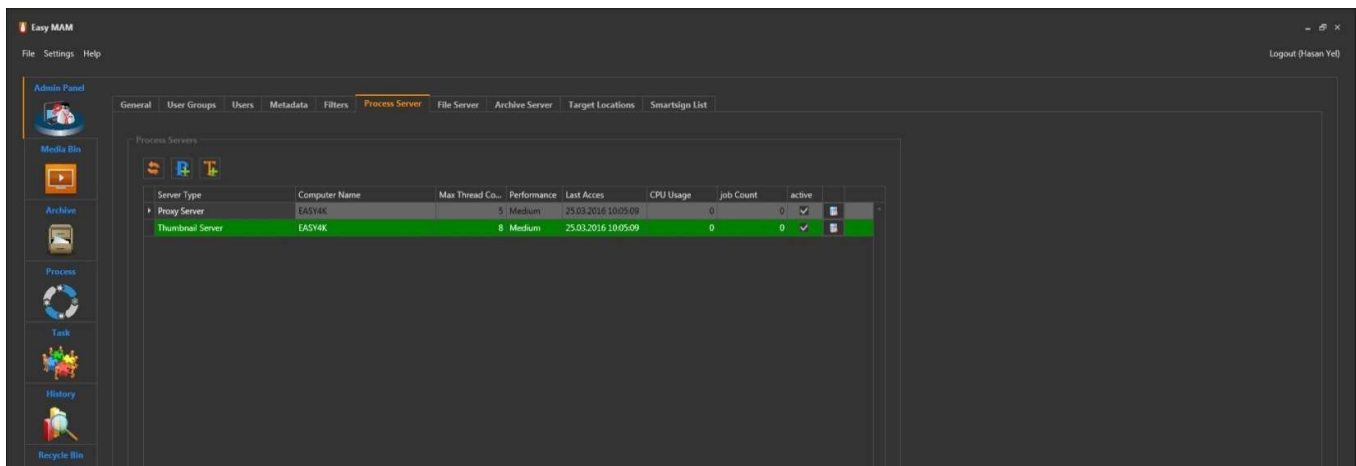 Easy MAM
File Settings Help
Logout (Hasan Yel)
Admin Panel
General User Groups Users Metadata Filters Process Server File Server Archive Server Target Locations Smartsign List
Process Servers
Media Bin
Server Type Computer Name Max Thread Co... Performance Last Acces CPU Usage job Count active
Proxy Server EASY4K 5 Medium 25.03.2016 10:05:09 0 0
Thumbnail Server EASY4K 8 Medium 25.03.2016 10:05:09 0 0
Archive
Process
Task
History
Recycle Bin